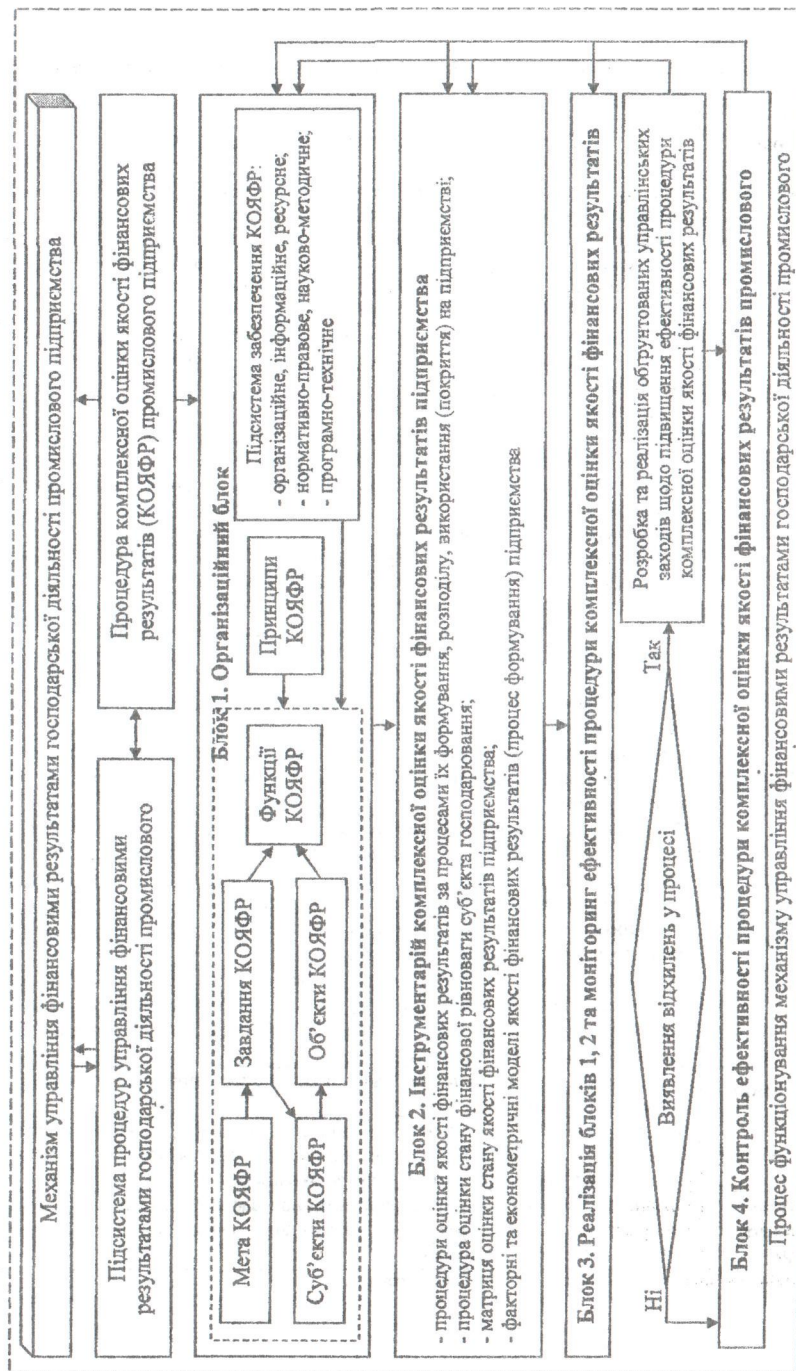 Механізм управління фінансовими результатами господарської діяльності промислового підприємства
Підсистема процедур управління фінансовими
результатами господарської діяльності промислового
Процедура комплексної оцінки якості фінансових
результатів (КОЯФР) промислового підприємства
Блок 1. Організаційний блок
Мета КОЯФР
Завдання КОЯФР
Суб’єкти КОЯФР
Об’єкти КОЯФР
Функції
КОЯФР
Принципи
КОЯФР
Підсистема забезпечення КОЯФР:
- організаційне, інформаційне, ресурсне;
- нормативно-правове, науково-методичне;
- програмно-технічне
Блок 2. Інструментарій комплексної оцінки якості фінансових результатів підприємства
- процедури оцінки якості фінансових результатів за процесами їх формування, розподілу, використання (покриття) на підприємстві;
- процедура оцінки стану фінансової рівноваги суб’єкта господарювання;
- матриця оцінки стану якості фінансових результатів підприємства;
- факторні та економетричні моделі якості фінансових результатів (процес формування) підприємства
Блок 3. Реалізація блоків 1, 2 та моніторинг ефективності процедури комплексної оцінки якості фінансових результатів
Ні
Виявлення відхилень у процесі
Так
Розробка та реалізація обґрунтованих управлінських
заходів щодо підвищення ефективності процедури
комплексної оцінки якості фінансових результатів
Блок 4. Контроль ефективності процедури комплексної оцінки якості фінансових результатів промислового
Процес функціонування механізму управління фінансовими результатами господарської діяльності промислового